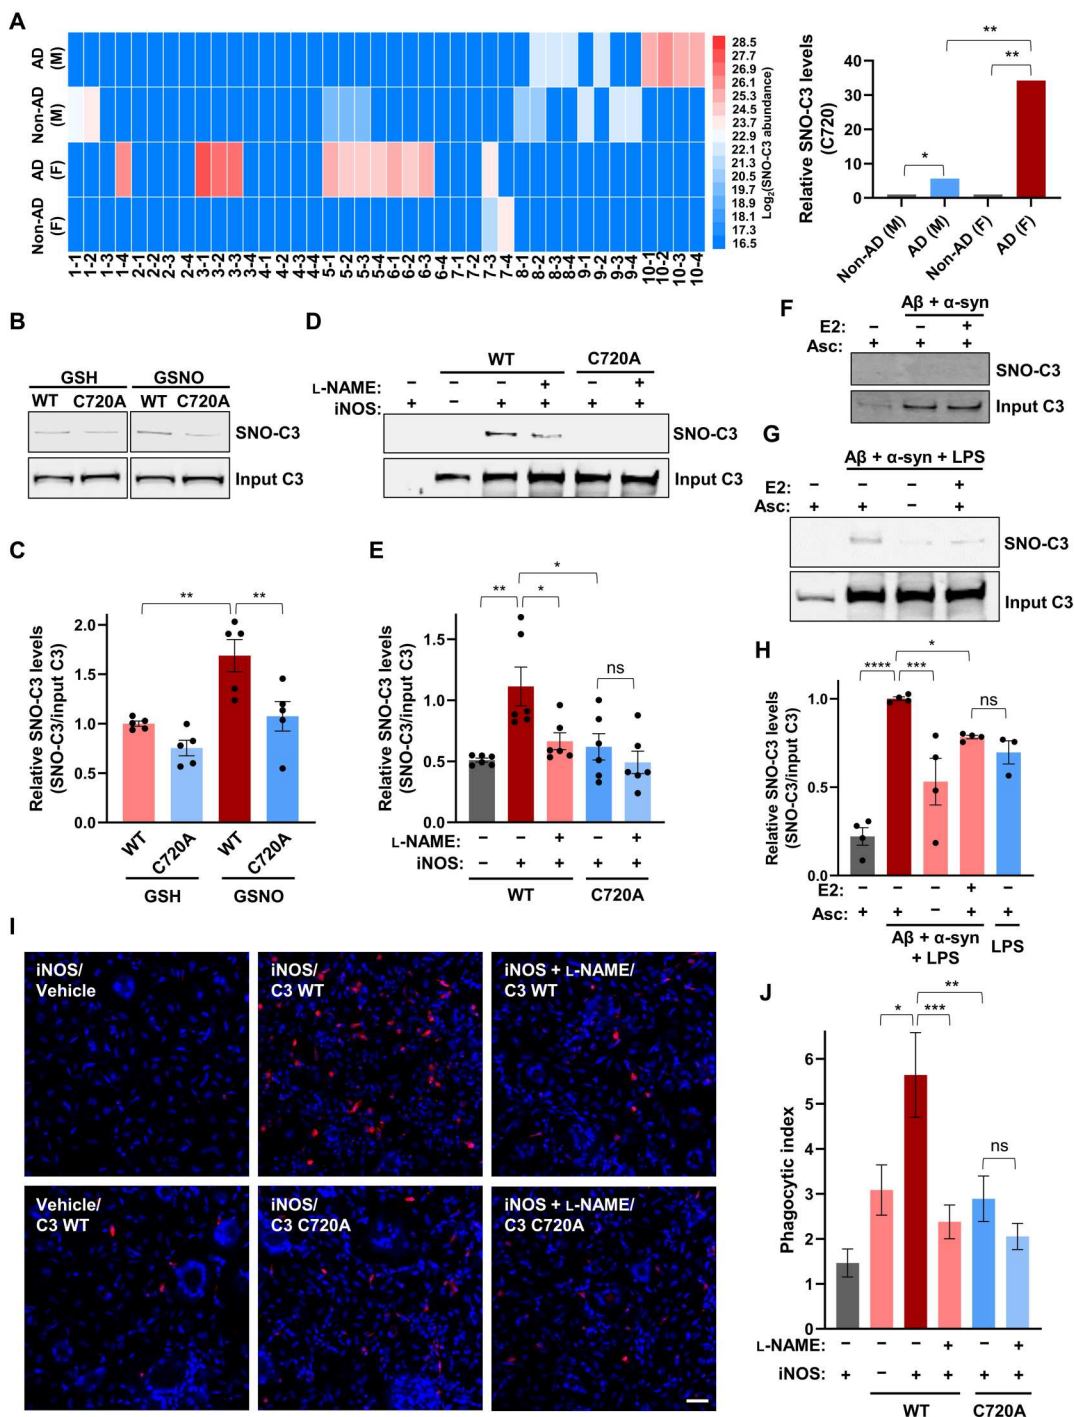 A
AD
(M)
Non-AD
(M)
AD
(F)
Non-AD
(F)
1-1
1-2
1-3
1-4
2-1
2-2
2-3
2-4
3-1
3-2
3-3
3-4
4-1
4-2
4-3
4-4
5-1
5-2
5-3
5-4
6-1
6-2
6-3
6-4
7-1
7-2
7-3
7-4
8-1
8-2
8-3
8-4
9-1
9-2
9-3
9-4
10-1
10-2
10-3
10-4
28.5
27.7
26.9
26.1
25.3
24.5
23.7
22.9
22.1
21.3
20.5
19.7
18.9
18.1
17.3
16.5
Log2(SNO-C3 abundance)
Relative SNO-C3 levels
(C720)
40
30
20
10
0
*
**
**
Non-AD (M)
AD (M)
Non-AD (F)
AD (F)
B
GSH
GSNO
WT C720A WT C720A
SNO-C3
Input C3
D
WT
C720A
L-NAME: – – – + – +
iNOS: + – + + + +
SNO-C3
Input C3
F
Aβ + α-syn
E2: – – +
Asc: + + +
SNO-C3
Input C3
G
Aβ + α-syn + LPS
E2: – – – +
Asc: + + – +
SNO-C3
Input C3
C
Relative SNO-C3 levels
(SNO-C3/input C3)
2.0
1.5
1.0
0.5
0.0
** **
WT
C720A
WT
C720A
GSH
GSNO
E
Relative SNO-C3 levels
(SNO-C3/input C3)
1.5
1.0
0.5
0.0
*
** *
ns
L-NAME: – – + – +
iNOS: – + + + +
WT
C720A
H
Relative SNO-C3 levels
(SNO-C3/input C3)
1.0
0.5
0.0
*
**** ***
ns
E2: – – – + –
Asc: + + – + +
Aβ + α-syn
+ LPS
LPS
I
iNOS/
Vehicle
iNOS/
C3 WT
iNOS + L-NAME/
C3 WT
Vehicle/
C3 WT
iNOS/
C3 C720A
iNOS + L-NAME/
C3 C720A
J
Phagocytic index
6
5
4
3
2
1
0
**
* ***
ns
L-NAME: – – – + – +
iNOS: + – + + + +
WT
C720A